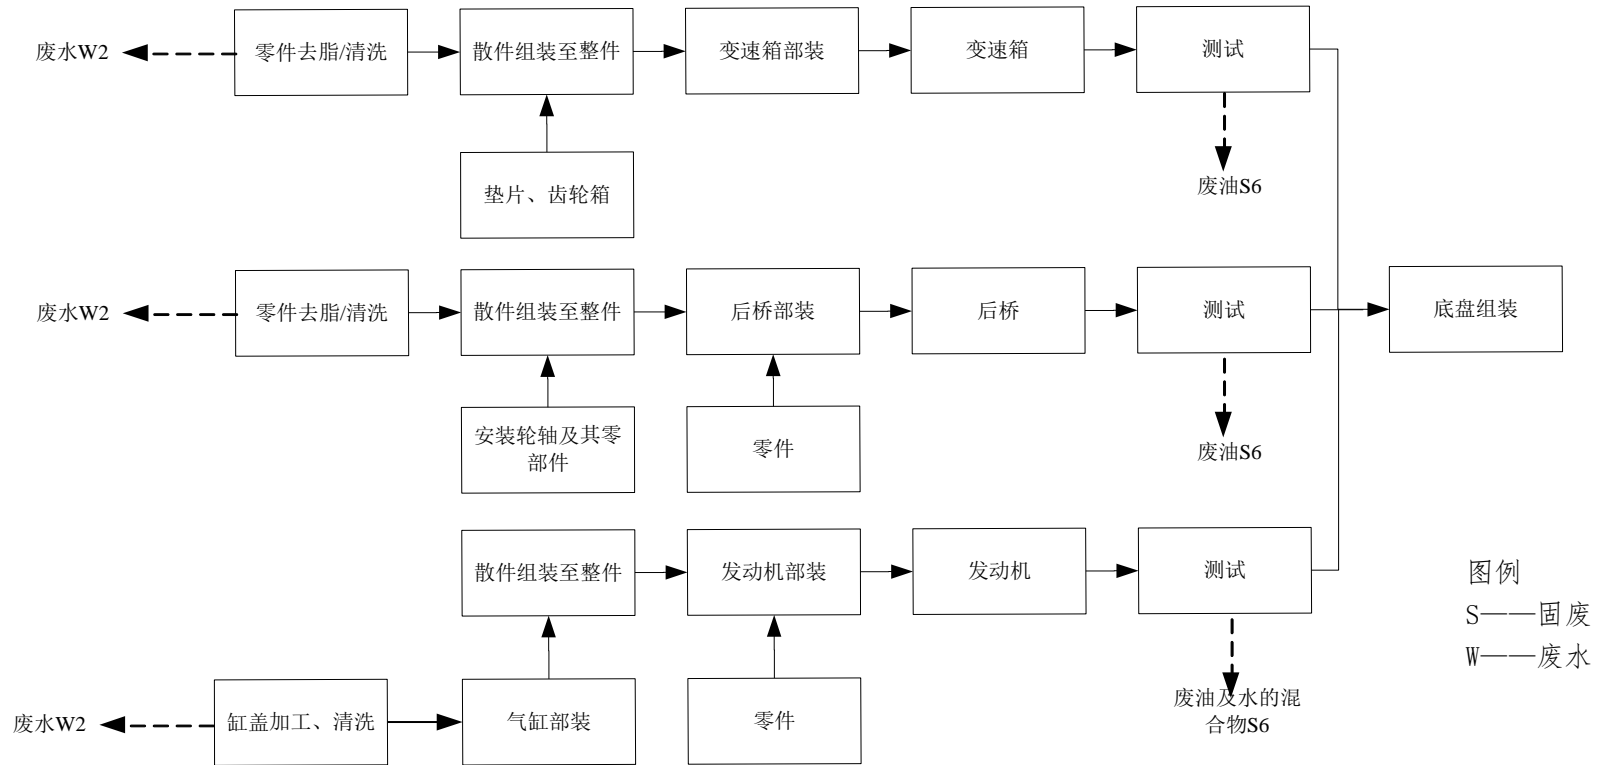 废水W2
零件去脂/清洗
散件组装至整件
变速箱部装
变速箱
测试
垫片、齿轮箱
废油S6
废水W2
零件去脂/清洗
散件组装至整件
后桥部装
后桥
测试
底盘组装
安装轮轴及其零
部件
零件
废油S6
散件组装至整件
发动机部装
发动机
测试
图例
S——固废
W——废水
废水W2
缸盖加工、清洗
气缸部装
零件
废油及水的混
合物S6